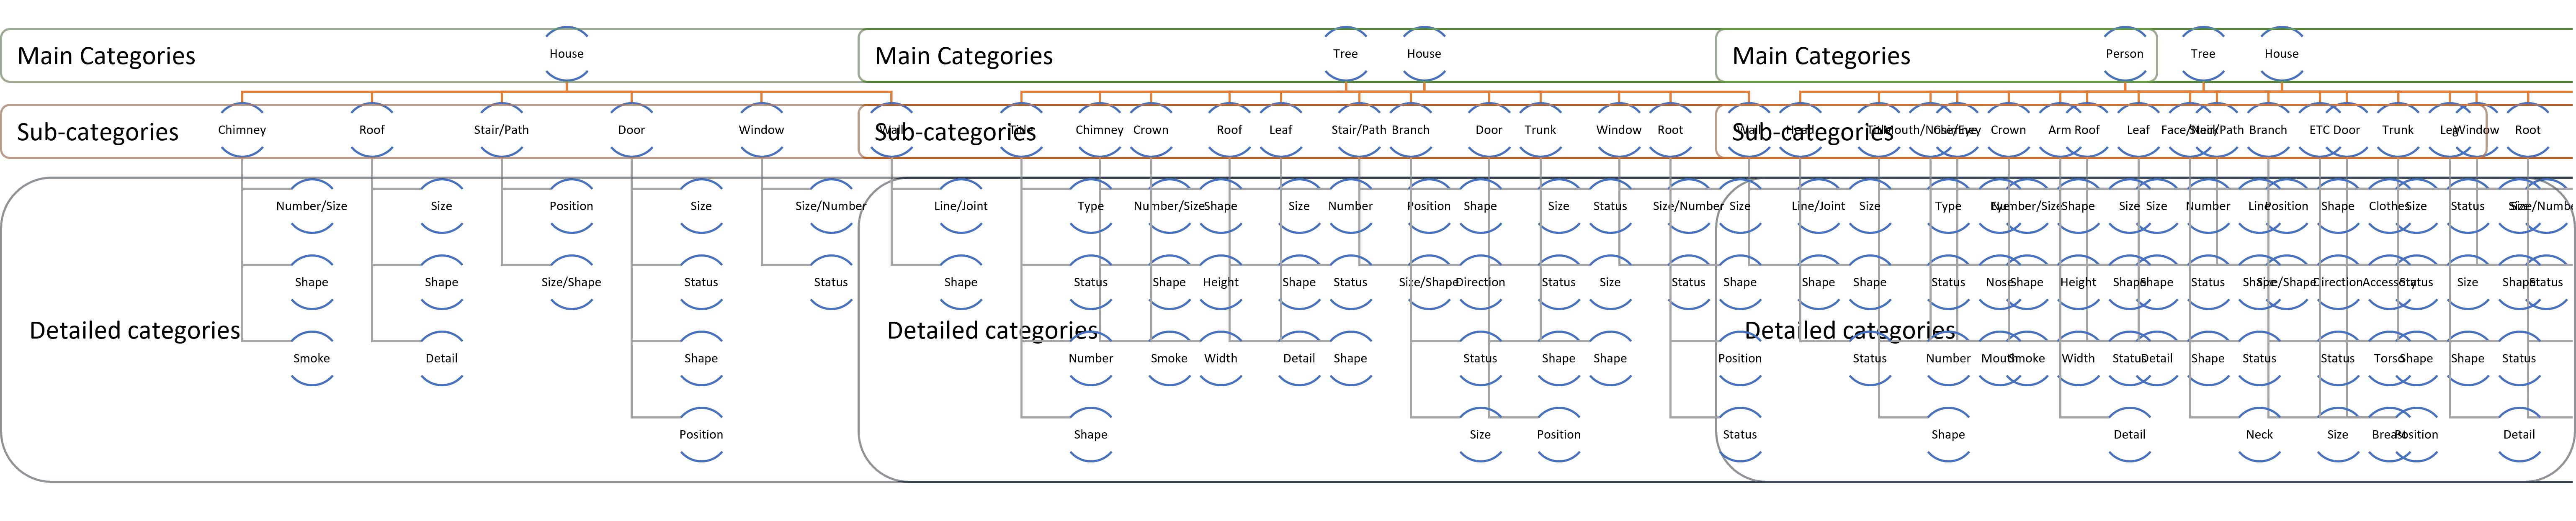 House Tree House Person Tree House
Main Categories Main Categories Main Categories
Chimney Roof Stair/Path Door Window Wall Title Chimney Crown Roof Leaf Stair/Path Branch Door Trunk Window Root Wall Head Title Mouth/Nose/Eye Chimney Crown Arm Roof Leaf Face/Neck Stair/Path Branch ETC Door Trunk Leg Window Root
Sub-categories Sub-categories Sub-categories
Number/Size Size Position Size Size/Number Line/Joint Type Number/Size Shape Size Number Position Shape Size Status Size/Number Size Line/Joint Size Type Eye Number/Size Shape Size Size Number Line Position Shape Clothes Size Status Size
Shape Shape Size/Shape Status Status Shape Status Shape Height Shape Status Size/Shape Direction Status Size Status Shape Shape Shape Status Nose Shape Height Shape Shape Status Shape Size/Shape Direction Accessory Status Size Shape Status
Detailed categories Detailed categories Detailed categories
Smoke Detail Shape Number Smoke Width Detail Shape Status Shape Shape Position Status Number Mouth Smoke Width Status Detail Shape Status Status Torso Shape Shape Status
Position Shape Size Position Status Shape Detail Neck Size Breast Position Detail